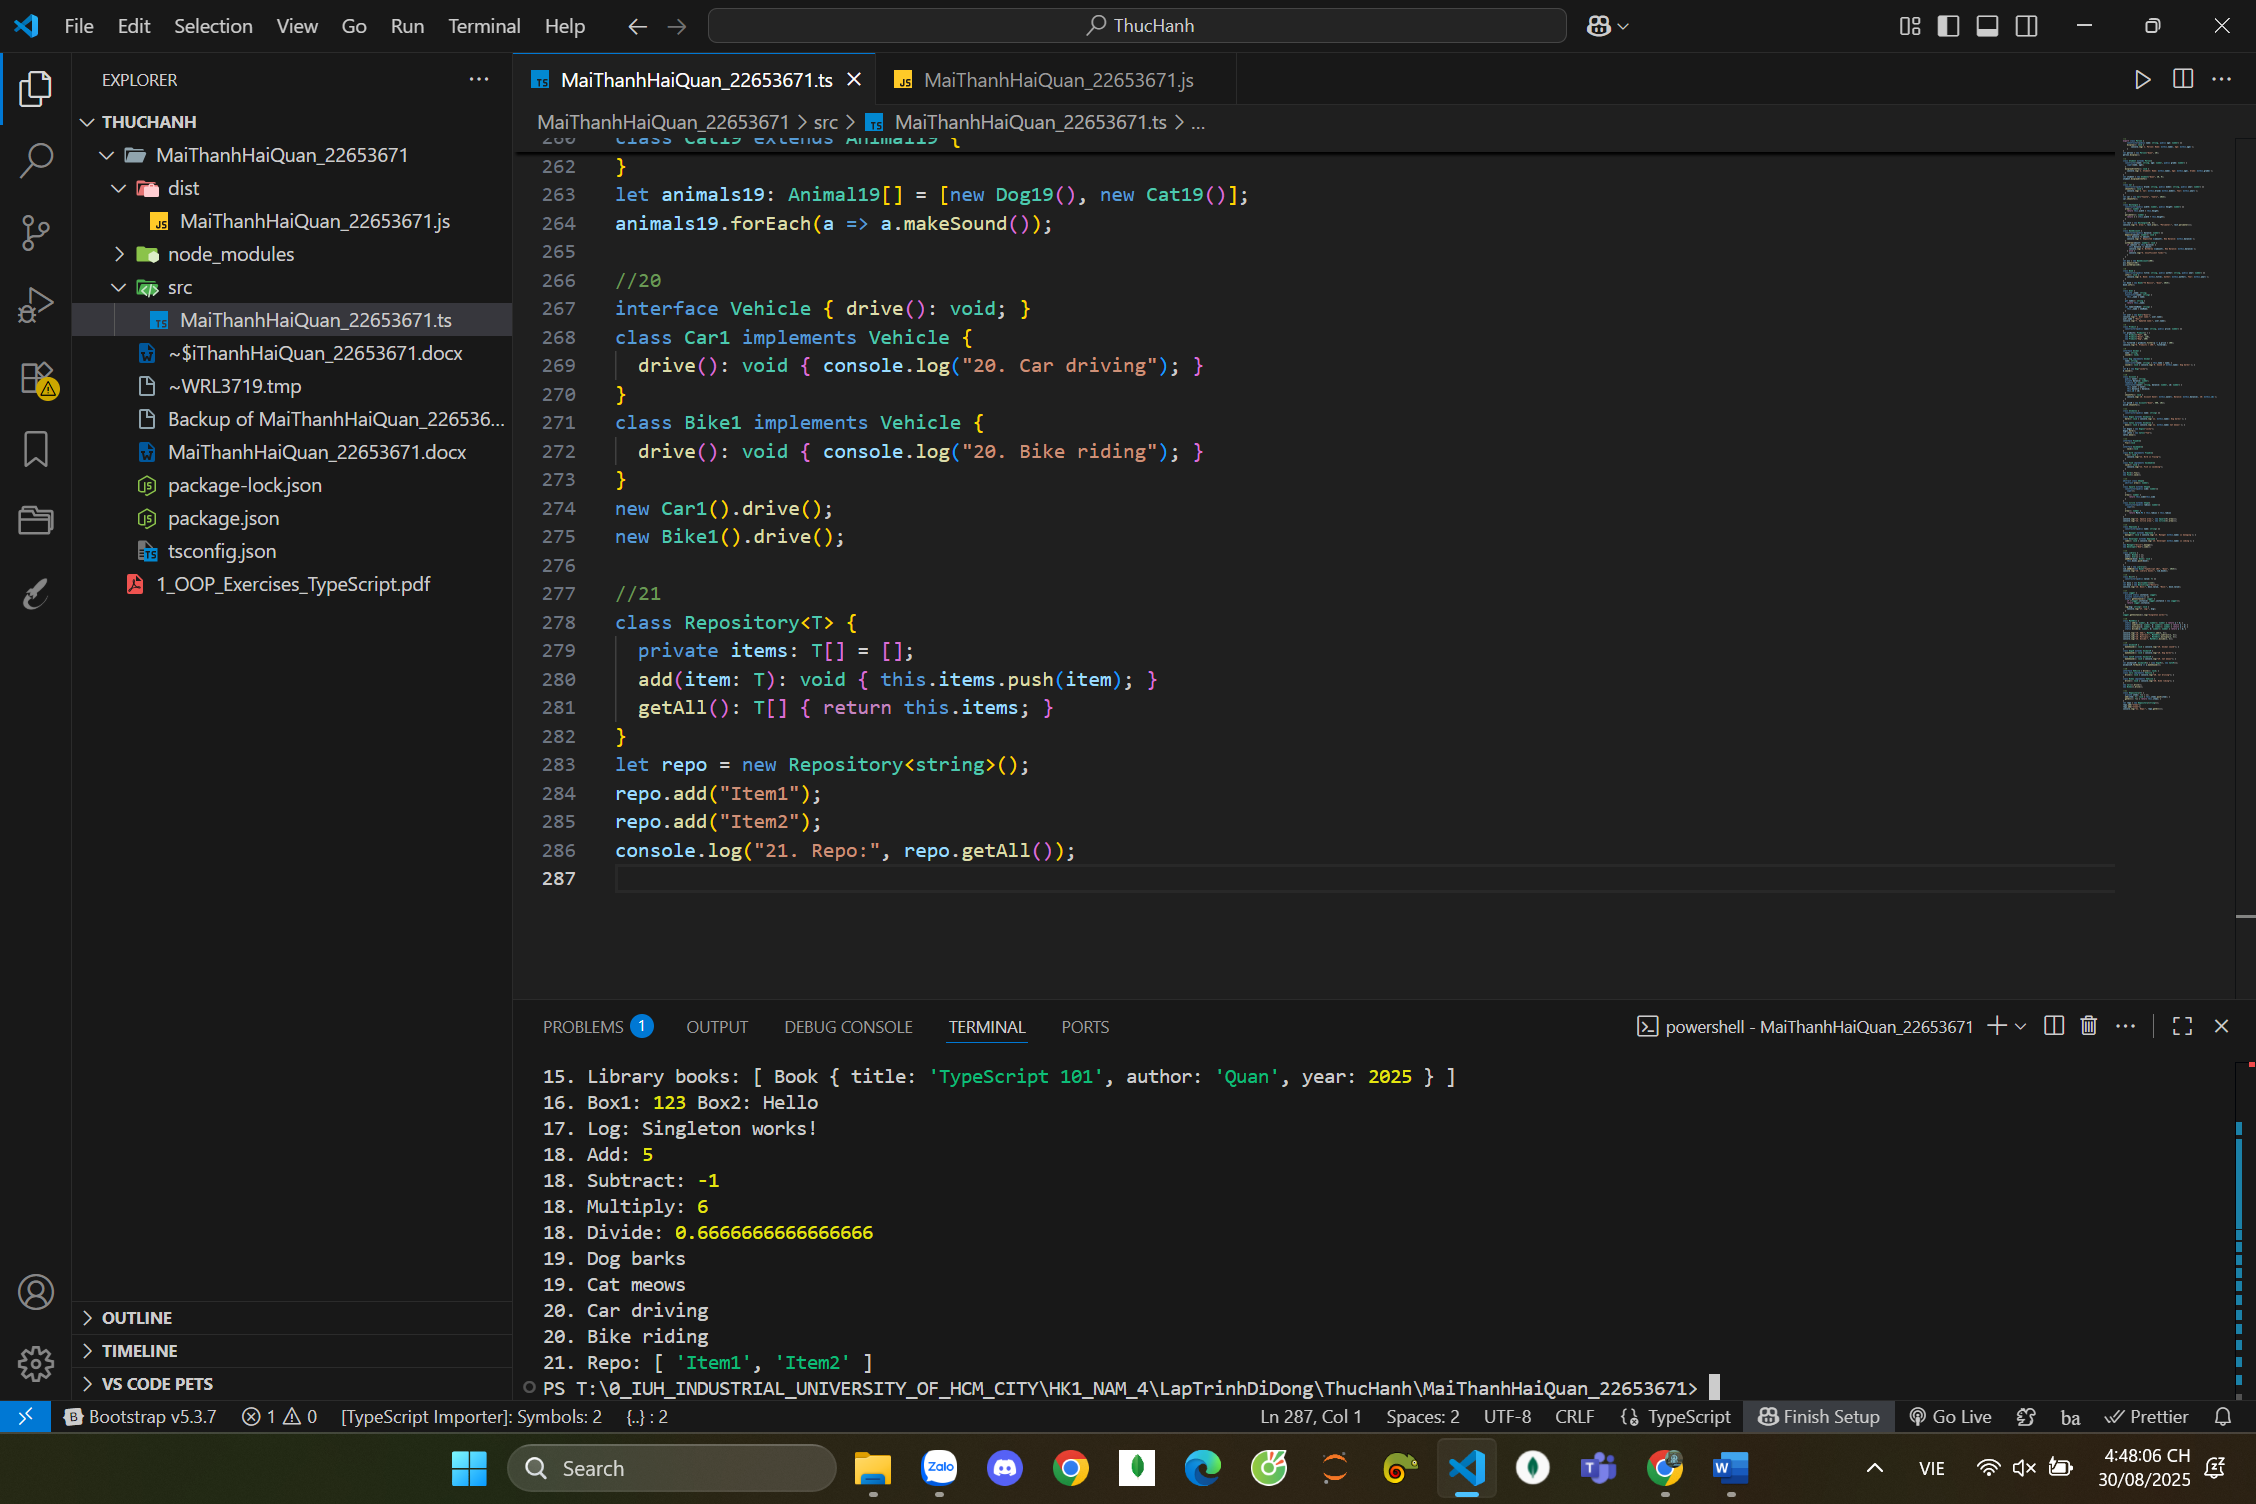 File Edit Selection View Go Run Terminal Help
ThucHanh
EXPLORER
THUCHANH
MaiThanhHaiQuan_22653671
dist
MaiThanhHaiQuan_22653671.js
node_modules
src
MaiThanhHaiQuan_22653671.ts
~$iThanhHaiQuan_22653671.docx
~WRL3719.tmp
Backup of MaiThanhHaiQuan_226536...
MaiThanhHaiQuan_22653671.docx
package-lock.json
package.json
tsconfig.json
1_OOP_Exercises_TypeScript.pdf
OUTLINE
TIMELINE
VS CODE PETS
MaiThanhHaiQuan_22653671.ts
MaiThanhHaiQuan_22653671.js
MaiThanhHaiQuan_22653671 > src > MaiThanhHaiQuan_22653671.ts > ...
260 class Cat19 extends Animal19 {
262 }
263 let animals19: Animal19[] = [new Dog19(), new Cat19()];
264 animals19.forEach(a => a.makeSound());
265
266 //20
267 interface Vehicle { drive(): void; }
268 class Car1 implements Vehicle {
269 drive(): void { console.log("20. Car driving"); }
270 }
271 class Bike1 implements Vehicle {
272 drive(): void { console.log("20. Bike riding"); }
273 }
274 new Car1().drive();
275 new Bike1().drive();
276
277 //21
278 class Repository<T> {
279 private items: T[] = [];
280 add(item: T): void { this.items.push(item); }
281 getAll(): T[] { return this.items; }
282 }
283 let repo = new Repository<string>();
284 repo.add("Item1");
285 repo.add("Item2");
286 console.log("21. Repo:", repo.getAll());
287
PROBLEMS 1 OUTPUT DEBUG CONSOLE TERMINAL PORTS
powershell - MaiThanhHaiQuan_22653671
15. Library books: [ Book { title: 'TypeScript 101', author: 'Quan', year: 2025 } ]
16. Box1: 123 Box2: Hello
17. Log: Singleton works!
18. Add: 5
18. Subtract: -1
18. Multiply: 6
18. Divide: 0.6666666666666666
19. Dog barks
19. Cat meows
20. Car driving
20. Bike riding
21. Repo: [ 'Item1', 'Item2' ]
PS T:\0_IUH_INDUSTRIAL_UNIVERSITY_OF_HCM_CITY\HK1_NAM_4\LapTrinhDiDong\ThucHanh\MaiThanhHaiQuan_22653671>
Bootstrap v5.3.7 1 0 [TypeScript Importer]: Symbols: 2 {..} : 2
Ln 287, Col 1 Spaces: 2 UTF-8 CRLF TypeScript Finish Setup Go Live ba Prettier
Search
Zalo
VIE
4:48:06 CH
30/08/2025